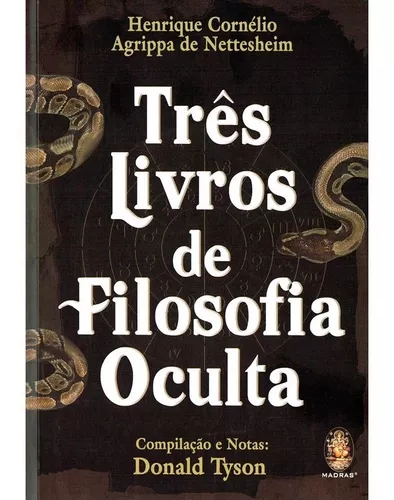 Henrique Cornélio
Agrippa de Nettesheim
Três
Livros
de
Filosofia
Oculta
Compilação e Notas:
Donald Tyson
MADRAS®